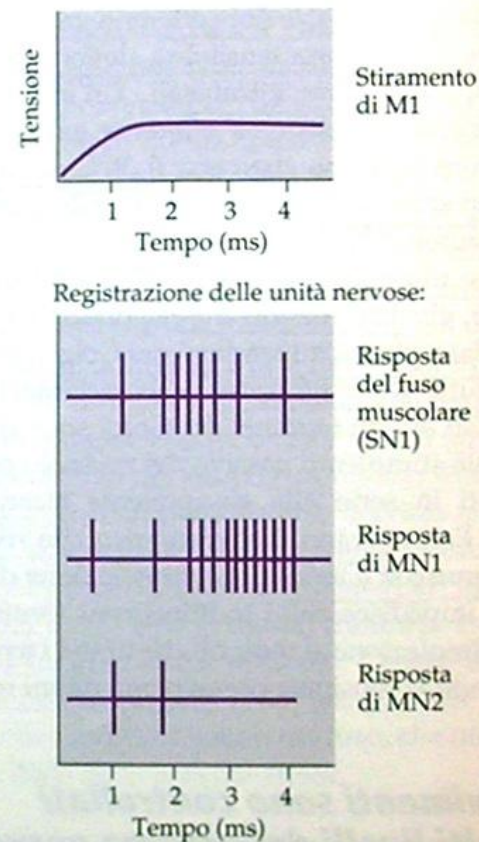 Tensione
Stiramento
di M1
1 2 3 4
Tempo (ms)
Registrazione delle unità nervose:
Risposta
del fuso
muscolare
(SN1)
Risposta
di MN1
Risposta
di MN2
1 2 3 4
Tempo (ms)